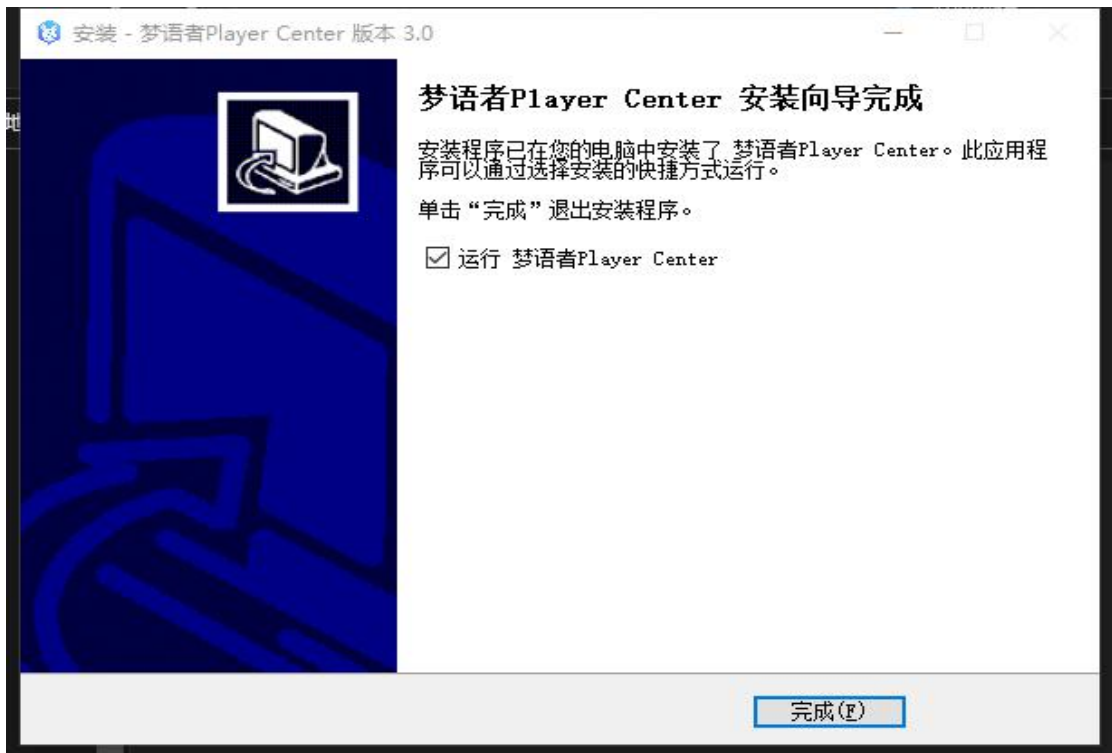 安装 - 梦语者Player Center 版本 3.0
地
梦语者Player Center 安装向导完成
安装程序已在您的电脑中安装了 梦语者Player Center。此应用程
序可以通过选择安装的快捷方式运行。
单击“完成”退出安装程序。
运行 梦语者Player Center
完成(F)